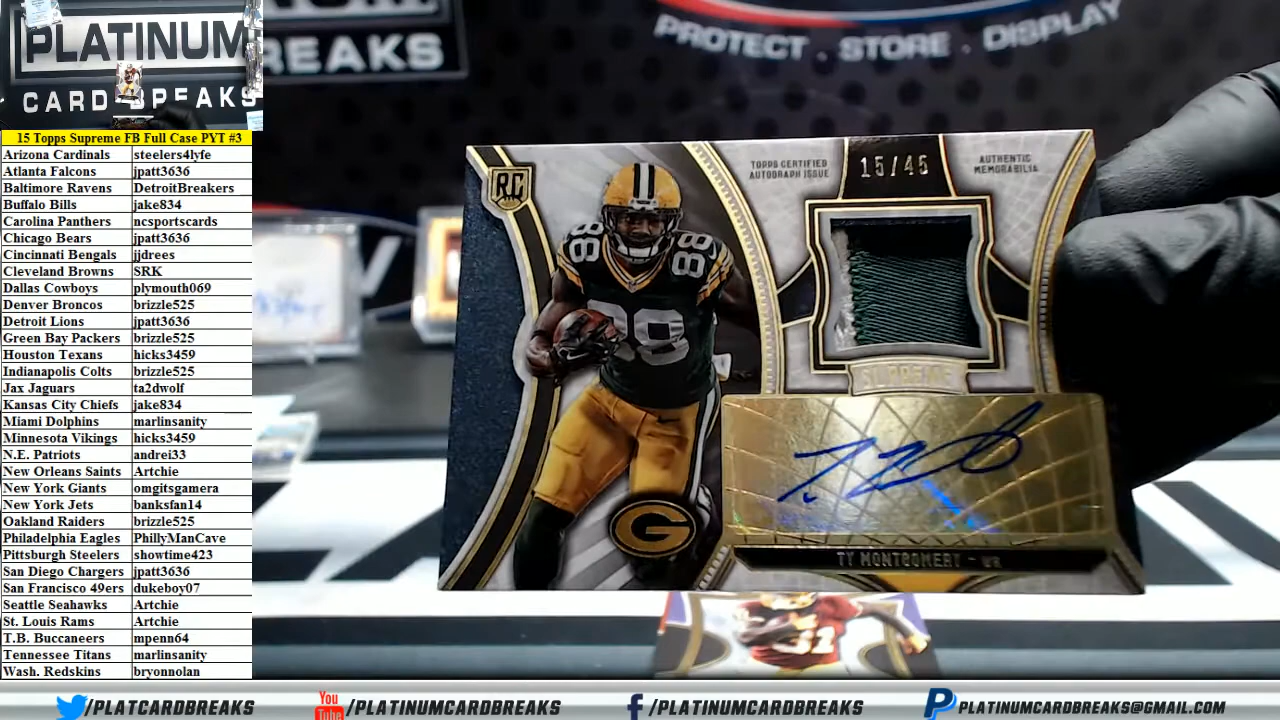 PLATINUM
CARD BREAKS
REAKS
PROTECT . STORE . DISPLAY
15 Topps Supreme FB Full Case PYT #3
Arizona Cardinals steelers4lyfe
Atlanta Falcons jpatt3636
Baltimore Ravens DetroitBreakers
Buffalo Bills jake834
Carolina Panthers ncsportscards
Chicago Bears jpatt3636
Cincinnati Bengals jjdrees
Cleveland Browns SRK
Dallas Cowboys plymouth069
Denver Broncos brizzle525
Detroit Lions jpatt3636
Green Bay Packers brizzle525
Houston Texans hicks3459
Indianapolis Colts brizzle525
Jax Jaguars ta2dwolf
Kansas City Chiefs jake834
Miami Dolphins marlinsanity
Minnesota Vikings hicks3459
N.E. Patriots andrei33
New Orleans Saints Artchie
New York Giants omgitsgamera
New York Jets banksfan14
Oakland Raiders brizzle525
Philadelphia Eagles PhillyManCave
Pittsburgh Steelers showtime423
San Diego Chargers jpatt3636
San Francisco 49ers dukeboy07
Seattle Seahawks Artchie
St. Louis Rams Artchie
T.B. Buccaneers mpenn64
Tennessee Titans marlinsanity
Wash. Redskins bryonnolan
RC
TOPPS CERTIFIED
AUTOGRAPH ISSUE
15/45
AUTHENTIC
MEMORABILIA
88 88
88
SUPREME
G
TY MONTGOMERY - WR
31
/PLATCARDBREAKS
You
Tube
/PLATINUMCARDBREAKS
f /PLATINUMCARDBREAKS
P PLATINUMCARDBREAKS@GMAIL.COM